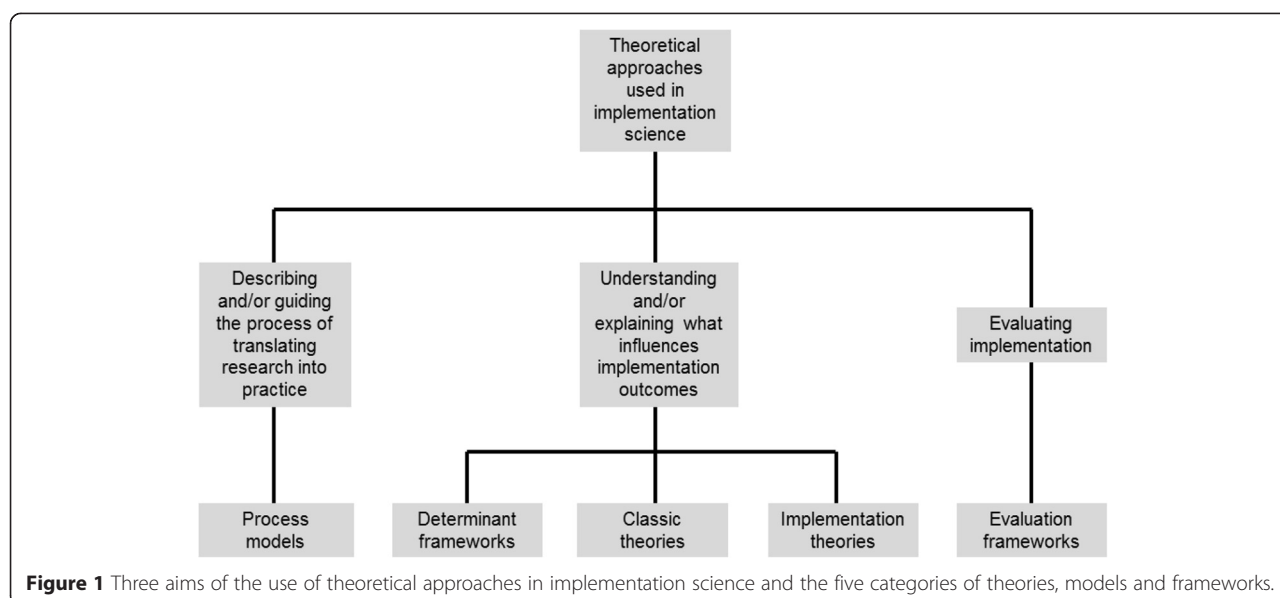 Theoretical
approaches
used in
implementation
science
Describing
and/or guiding
the process of
translating
research into
practice
Understanding
and/or
explaining what
influences
implementation
outcomes
Evaluating
implementation
Process
models
Determinant
frameworks
Classic
theories
Implementation
theories
Evaluation
frameworks
Figure 1 Three aims of the use of theoretical approaches in implementation science and the five categories of theories, models and frameworks.